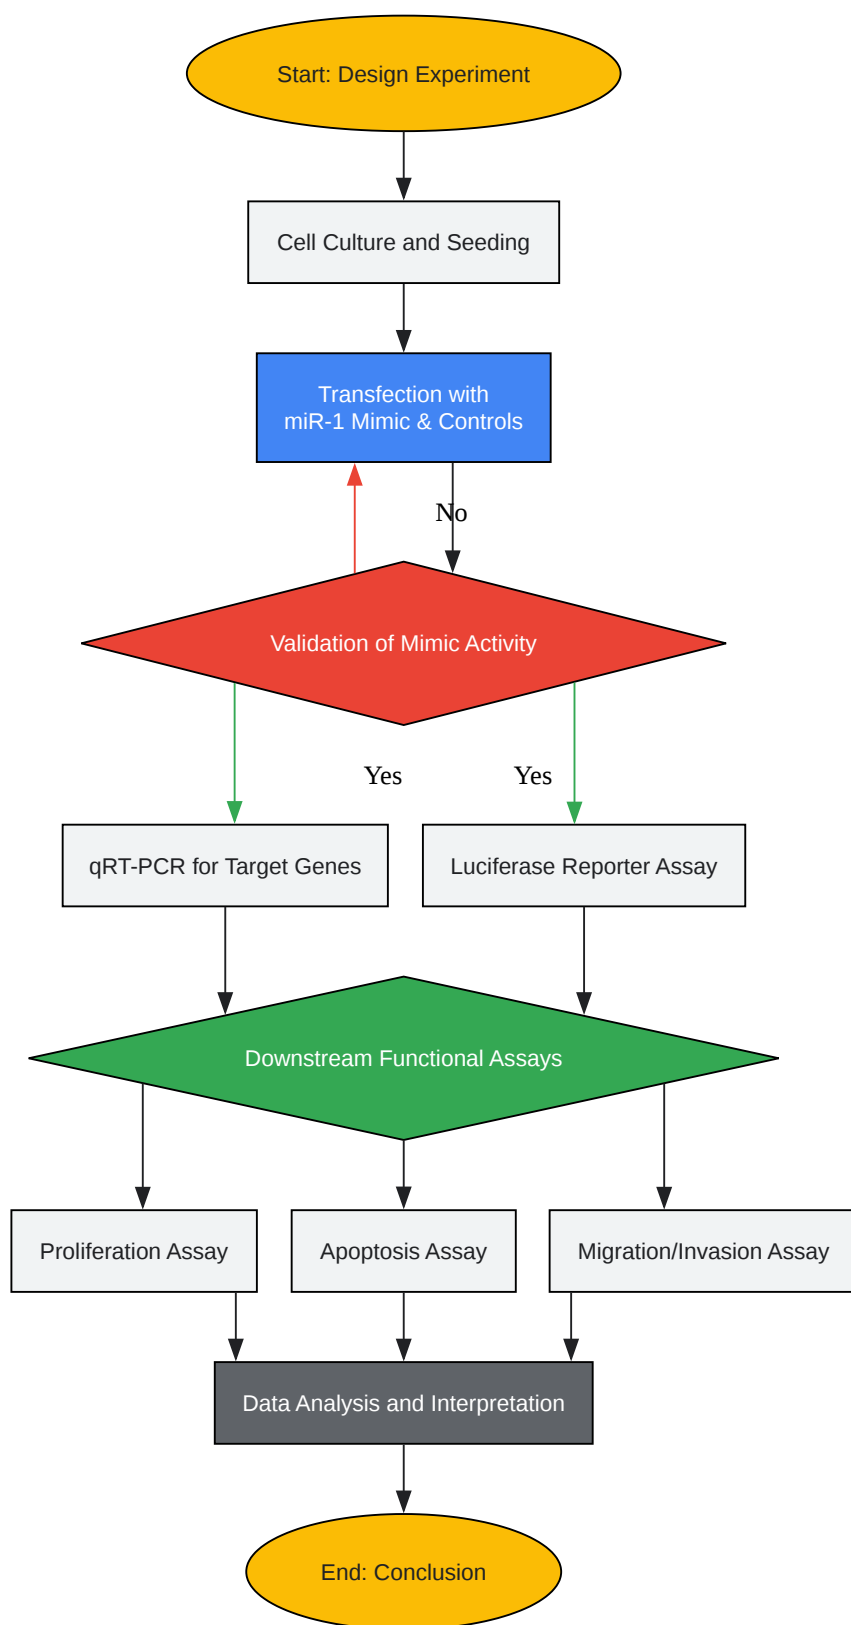 Start: Design Experiment
Cell Culture and Seeding
Transfection with
miR-1 Mimic & Controls
No
Validation of Mimic Activity
Yes
Yes
qRT-PCR for Target Genes
Luciferase Reporter Assay
Downstream Functional Assays
Proliferation Assay
Apoptosis Assay
Migration/Invasion Assay
Data Analysis and Interpretation
End: Conclusion